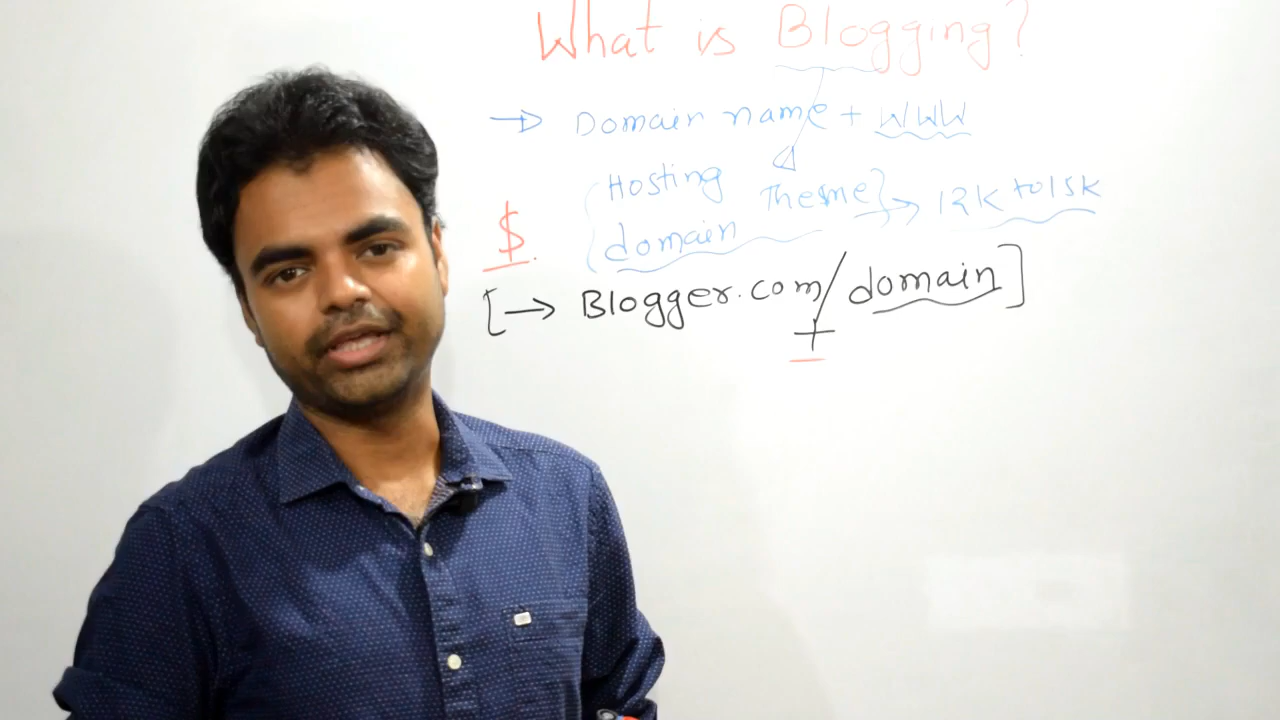 What is Blogging?
→ Domain name + WWW
Hosting Theme } → 12K to 15K
domain
$.
[→ Blogger.com/domain]
+